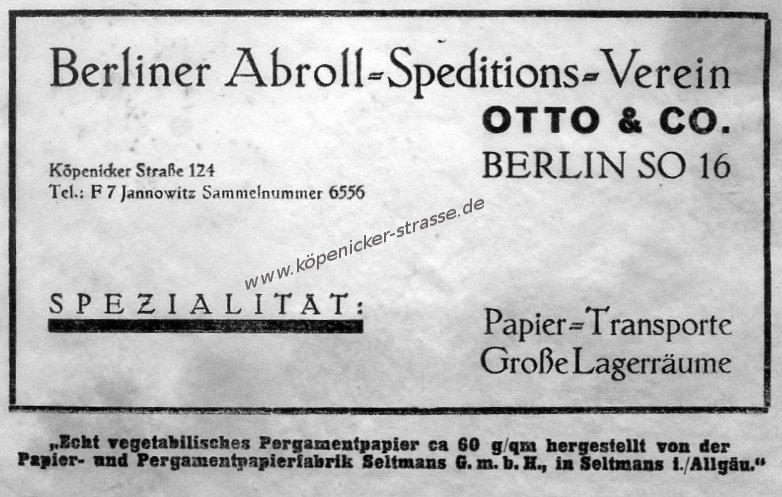 Berliner Abroll=Speditions=Verein
OTTO & CO.
BERLIN SO 16
Köpenicker Straße 124
Tel.: F 7 Jannowitz Sammelnummer 6556
www.köpenicker-strasse.de
SPEZIALITÄT:
Papier=Transporte
Große Lagerräume
„Echt vegetabilisches Pergamentpapier ca 60 g/qm hergestellt von der
Papier- und Pergamentpapierfabrik Seltmans G. m. b. H., in Seltmans i./Allgäu.“